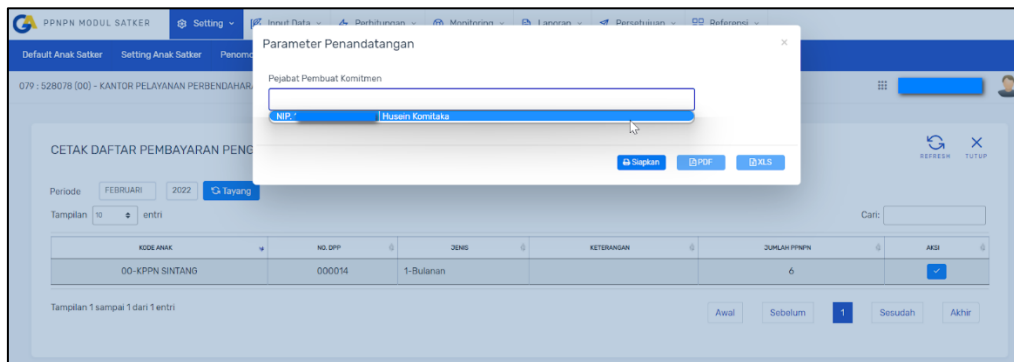 PPNPN MODUL SATKER Setting Input Data Perhitungan Monitoring Laporan Persetujuan Referensi
Default Anak Satker Setting Anak Satker Penomo
Parameter Penandatangan ×
079 : 528078 (00) - KANTOR PELAYANAN PERBENDAHAR
Pejabat Pembuat Komitmen
NIP. Husein Komitaka
Siapkan PDF XLS
CETAK DAFTAR PEMBAYARAN PENG
REFRESH TUTUP
Periode FEBRUARI 2022 Tayang
Tampilan 10 entri Cari:
KODE ANAK NO. DPP JENIS KETERANGAN JUMLAH PPNPN AKSI
00-KPPN SINTANG 000014 1-Bulanan 6
Tampilan 1 sampai 1 dari 1 entri
Awal Sebelum 1 Sesudah Akhir